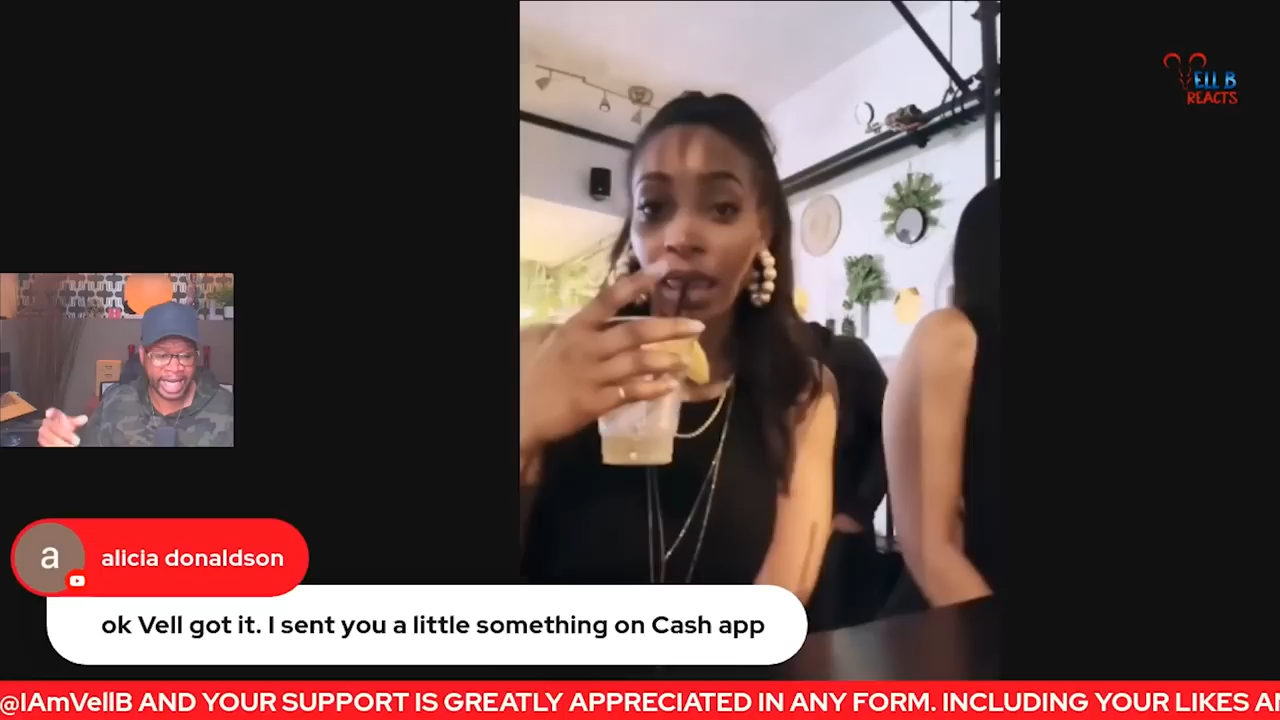 VELL B
REACTS
a
alicia donaldson
ok Vell got it. I sent you a little something on Cash app
@IAmVellB AND YOUR SUPPORT IS GREATLY APPRECIATED IN ANY FORM. INCLUDING YOUR LIKES